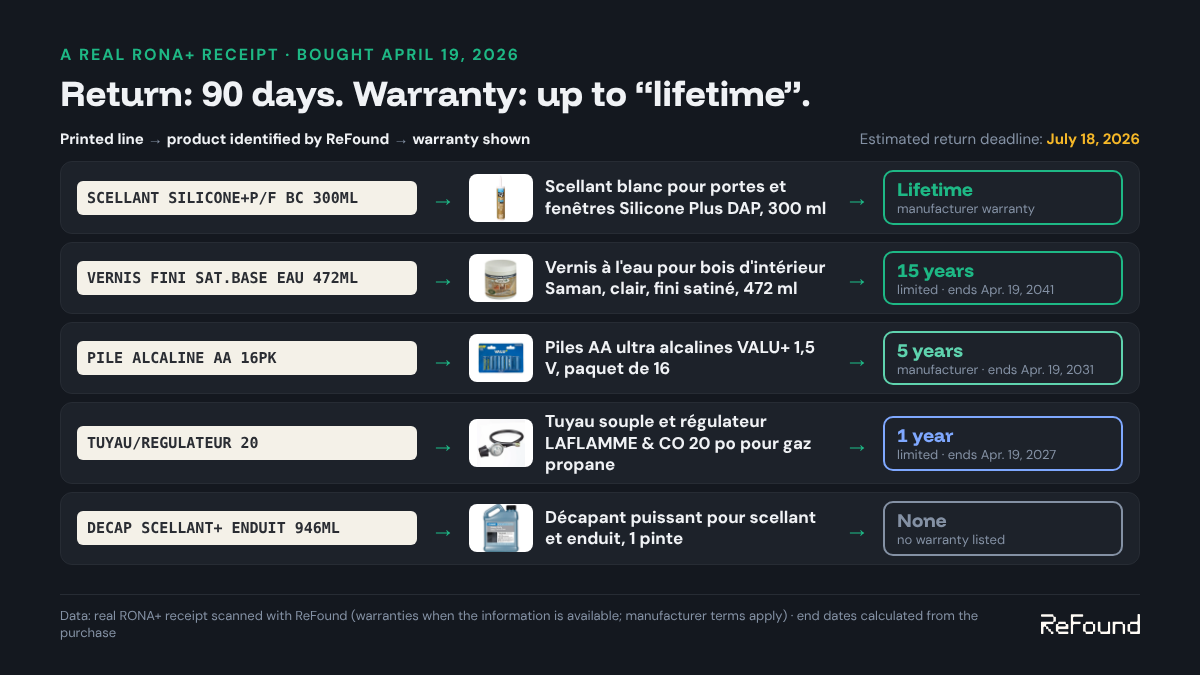 A REAL RONA+ RECEIPT · BOUGHT APRIL 19, 2026
Return: 90 days. Warranty: up to “lifetime”.
Printed line → product identified by ReFound → warranty shown
Estimated return deadline: July 18, 2026
SCELLANT SILICONE+P/F BC 300ML
→
Scellant blanc pour portes et
fenêtres Silicone Plus DAP, 300 ml
→
Lifetime
manufacturer warranty
VERNIS FINI SAT.BASE EAU 472ML
→
Vernis à l'eau pour bois d'intérieur
Saman, clair, fini satiné, 472 ml
→
15 years
limited · ends Apr. 19, 2041
PILE ALCALINE AA 16PK
→
Piles AA ultra alcalines VALU+ 1,5
V, paquet de 16
→
5 years
manufacturer · ends Apr. 19, 2031
TUYAU/REGULATEUR 20
→
Tuyau souple et régulateur
LAFLAMME & CO 20 po pour gaz
propane
→
1 year
limited · ends Apr. 19, 2027
DECAP SCELLANT+ ENDUIT 946ML
→
Décapant puissant pour scellant
et enduit, 1 pinte
→
None
no warranty listed
Data: real RONA+ receipt scanned with ReFound (warranties when the information is available; manufacturer terms apply) · end dates calculated from the
purchase
ReFound